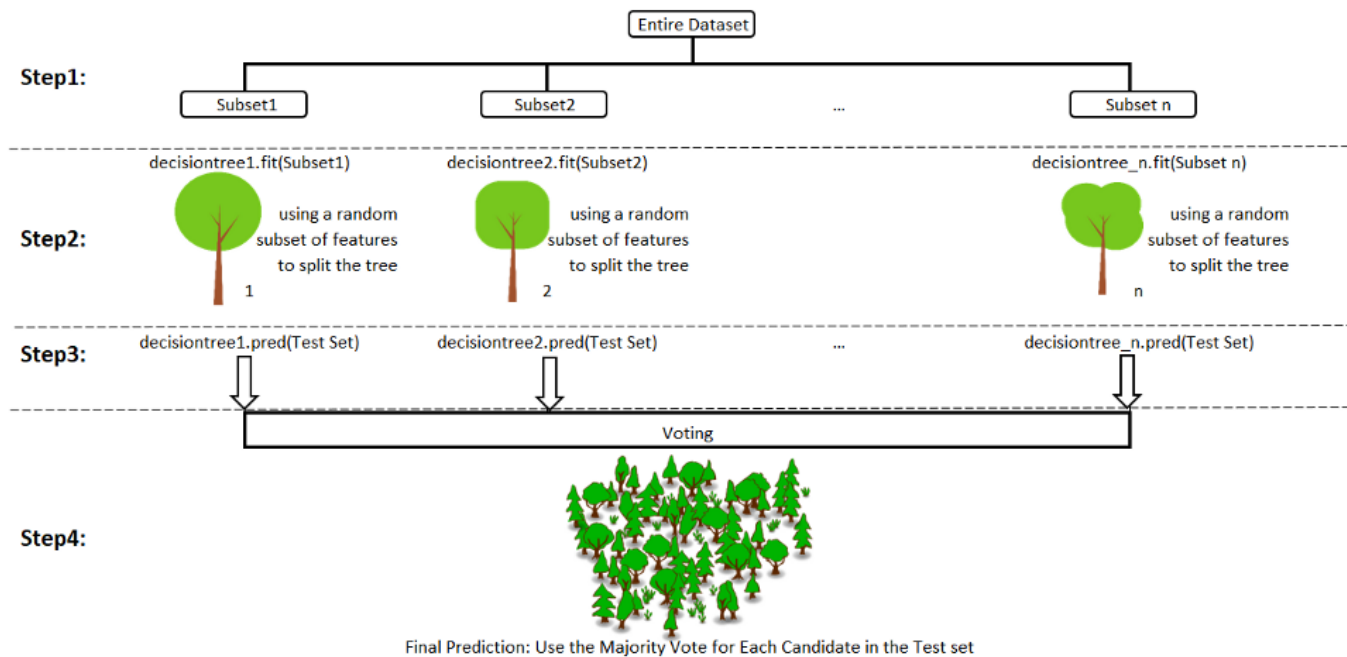 Entire Dataset
Step1:
Subset1
Subset2
...
Subset n
decisiontree1.fit(Subset1)
decisiontree2.fit(Subset2)
decisiontree_n.fit(Subset n)
Step2:
using a random
subset of features
to split the tree
1
using a random
subset of features
to split the tree
2
using a random
subset of features
to split the tree
n
Step3:
decisiontree1.pred(Test Set)
decisiontree2.pred(Test Set)
...
decisiontree_n.pred(Test Set)
Voting
Step4:
Final Prediction: Use the Majority Vote for Each Candidate in the Test set